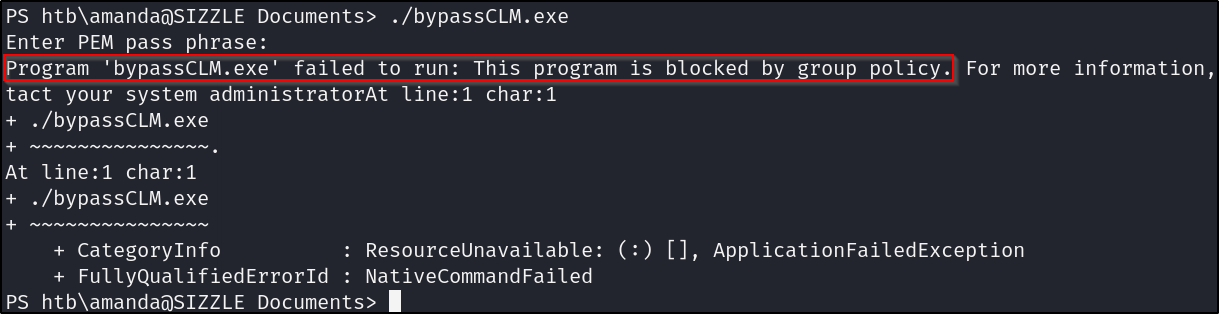 PS htb\amanda@SIZZLE Documents> ./bypassCLM.exe
Enter PEM pass phrase:
Program 'bypassCLM.exe' failed to run: This program is blocked by group policy. For more information,
tact your system administratorAt line:1 char:1
+ ./bypassCLM.exe
+ ~~~~~~~~~~~~~~~.
At line:1 char:1
+ ./bypassCLM.exe
+ ~~~~~~~~~~~~~~~
    + CategoryInfo          : ResourceUnavailable: (:) [], ApplicationFailedException
    + FullyQualifiedErrorId : NativeCommandFailed
PS htb\amanda@SIZZLE Documents>